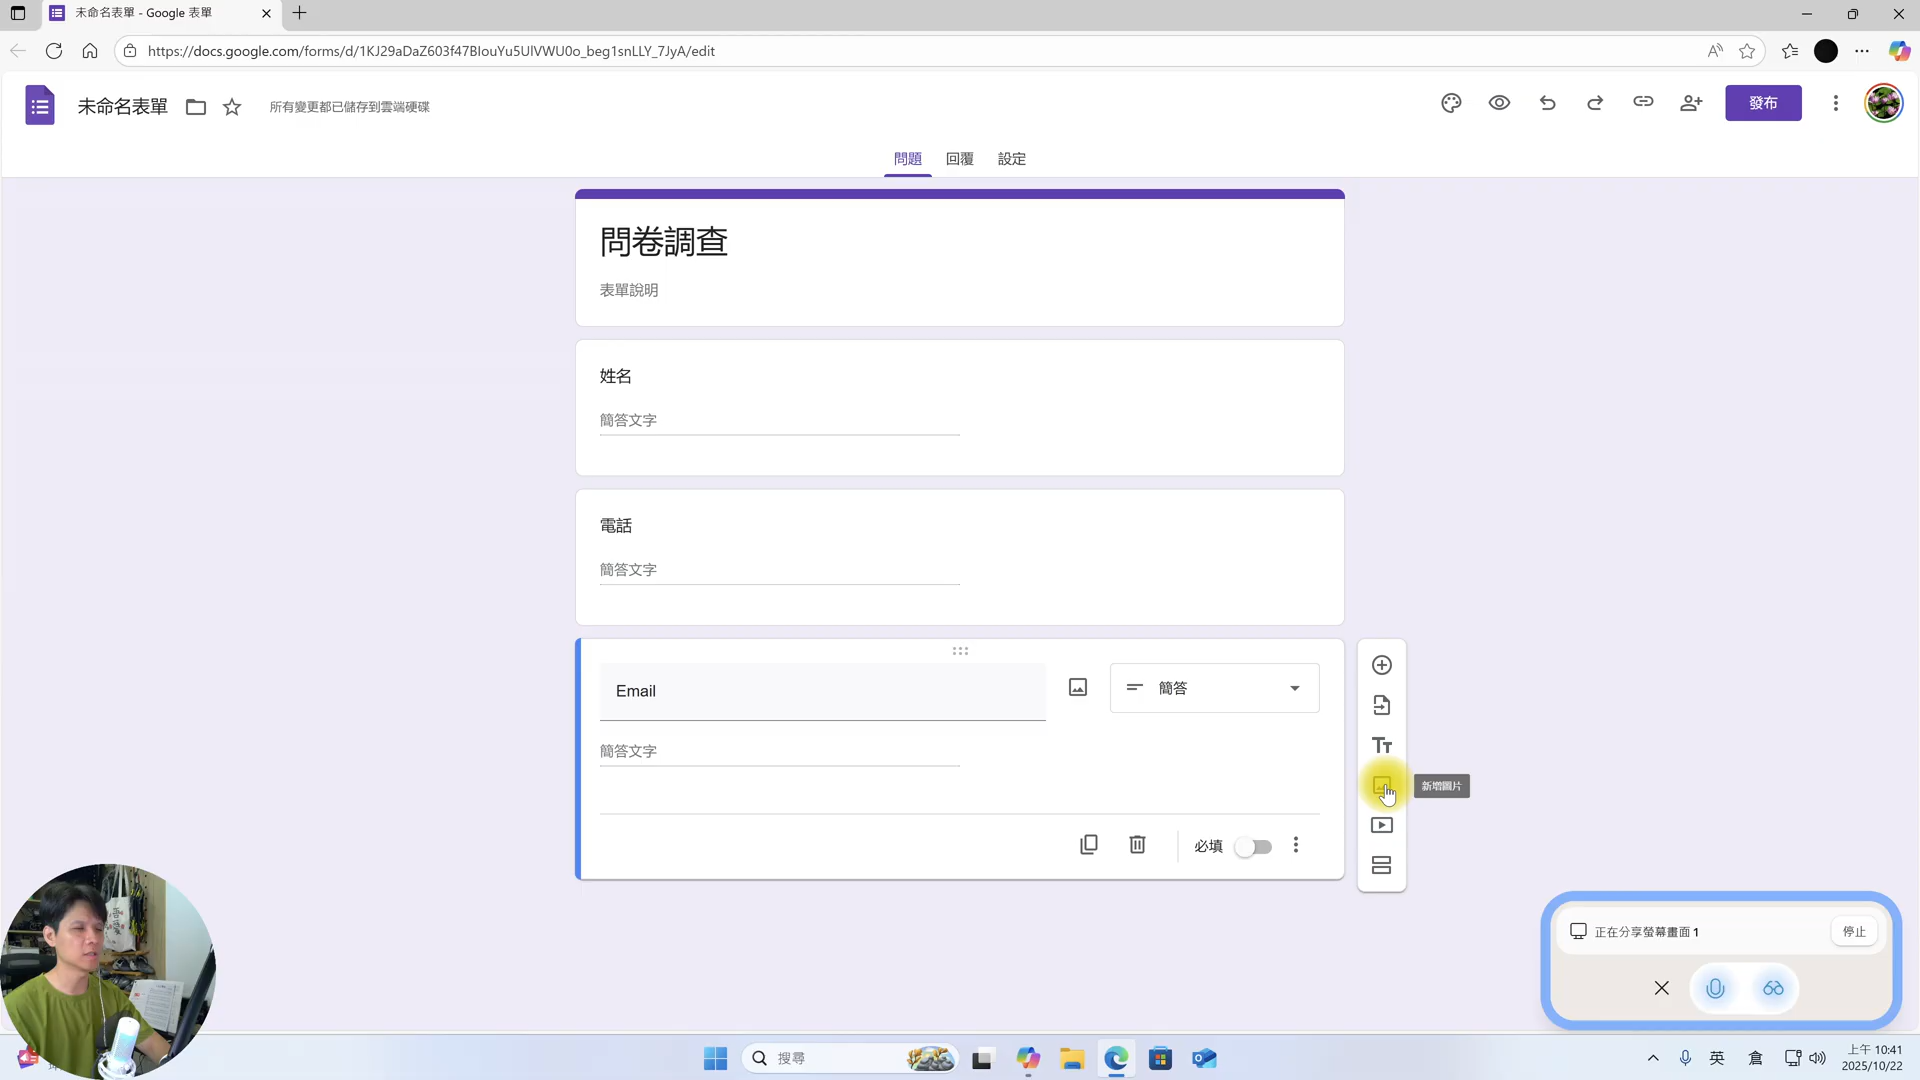 未命名表單 - Google 表單
https://docs.google.com/forms/d/1KJ29aDaZ603f47BIouYu5UlVWU0o_beg1snLLY_7JyA/edit
未命名表單
所有變更都已儲存到雲端硬碟
發布
問題 回覆 設定
問卷調查
表單說明
姓名
簡答文字
電話
簡答文字
Email
簡答
簡答文字
新增圖片
必填
正在分享螢幕畫面 1
停止
搜尋
英
倉
上午 10:41
2025/10/22